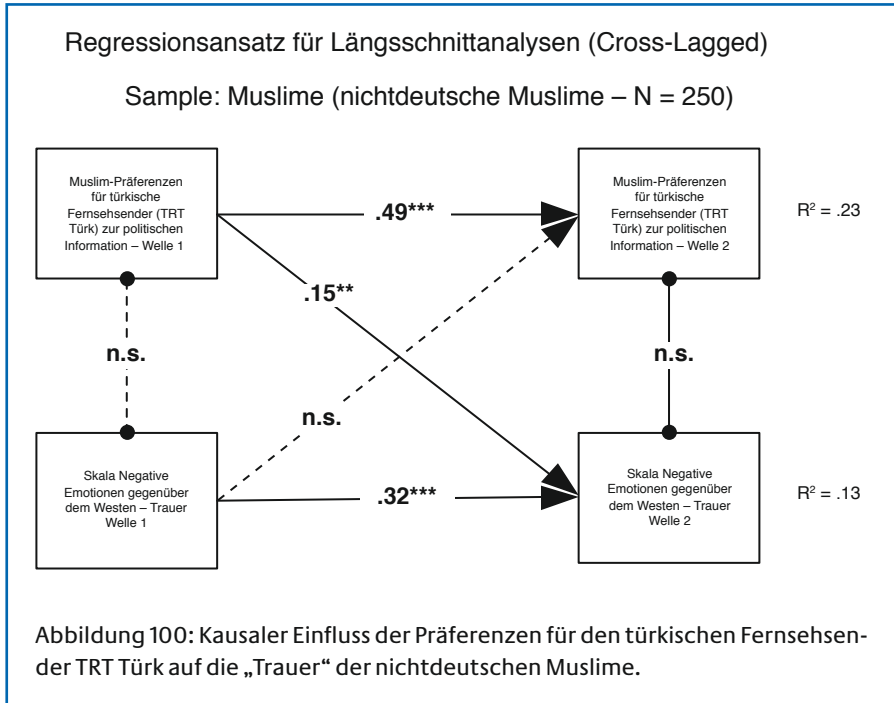 Regressionsansatz für Längsschnittanalysen (Cross-Lagged)
Sample: Muslime (nichtdeutsche Muslime – N = 250)
Muslim-Präferenzen
für türkische
Fernsehsender (TRT
Türk) zur politischen
Information – Welle 1
.49***
Muslim-Präferenzen
für türkische
Fernsehsender (TRT
Türk) zur politischen
Information – Welle 2
R² = .23
.15**
n.s.
n.s.
n.s.
Skala Negative
Emotionen gegenüber
dem Westen – Trauer
Welle 1
.32***
Skala Negative
Emotionen gegenüber
dem Westen – Trauer
Welle 2
R² = .13
Abbildung 100: Kausaler Einfluss der Präferenzen für den türkischen Fernsehsen-
der TRT Türk auf die „Trauer“ der nichtdeutschen Muslime.